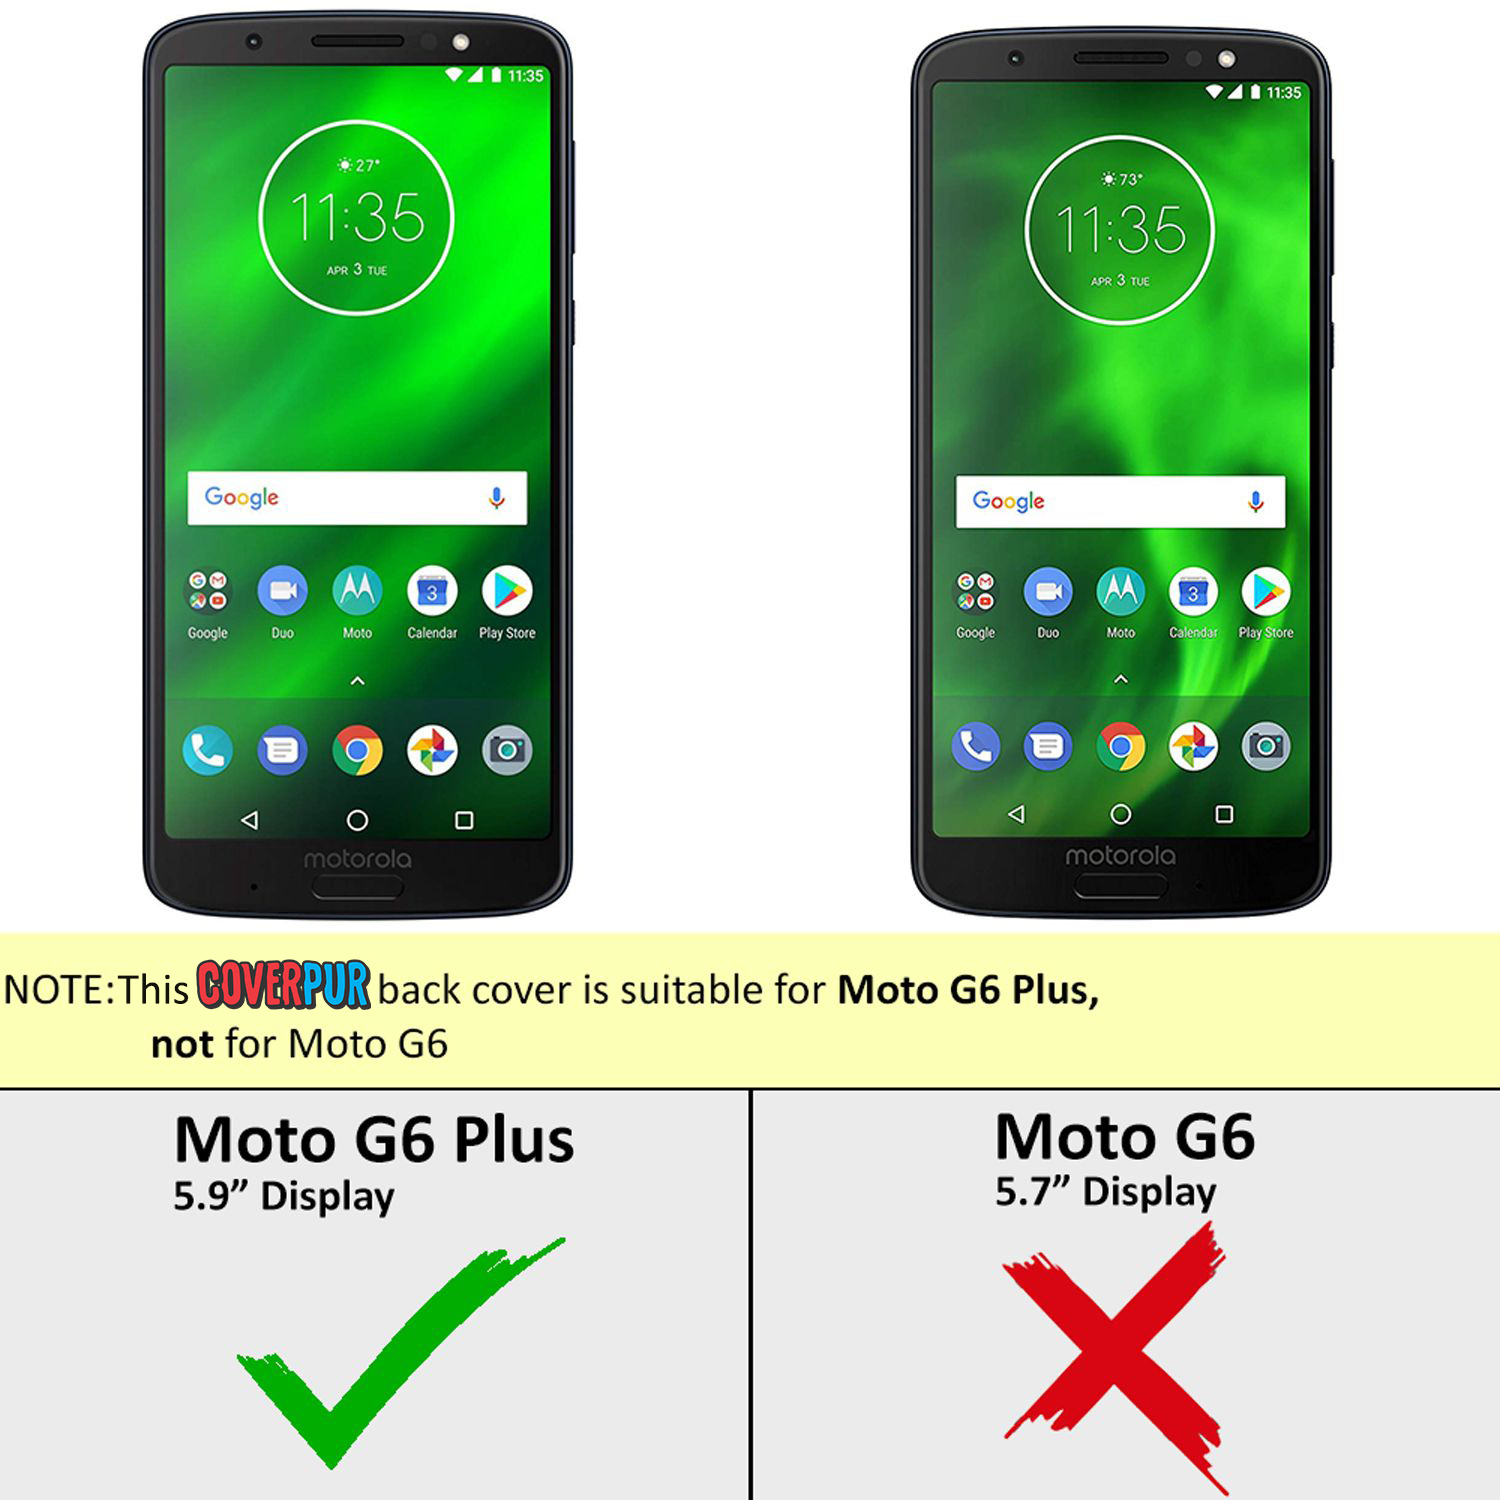 11:35
27°
11:35
APR 3 TUE
Google
Google
Duo
Moto
Calendar
Play Store
3
motorola
11:35
73°
11:35
APR 3 TUE
Google
Google
Duo
Moto
Calendar
Play Store
3
motorola
NOTE:This COVERPUR back cover is suitable for Moto G6 Plus,
not for Moto G6
Moto G6 Plus
5.9” Display
Moto G6
5.7” Display